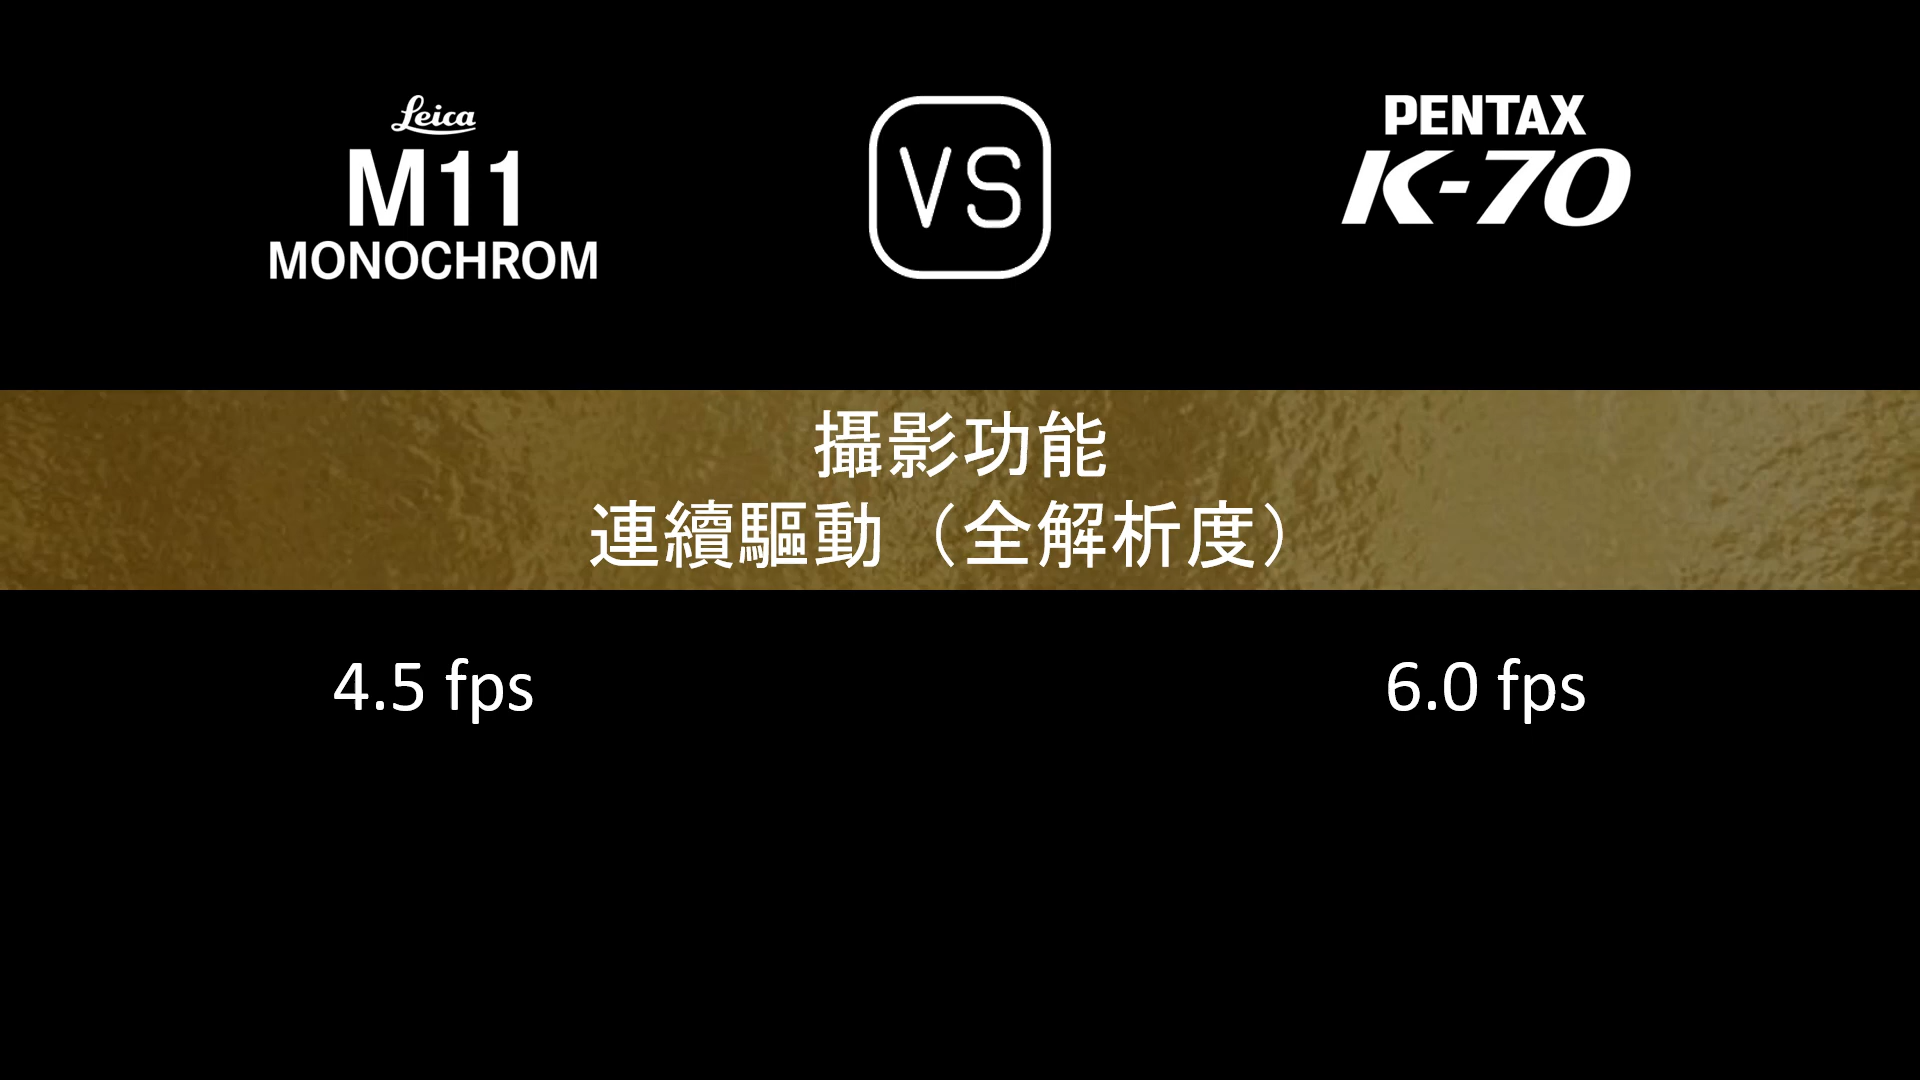 Leica
M11
MONOCHROM
VS
PENTAX
K-70
攝影功能
連續驅動（全解析度）
4.5 fps
6.0 fps